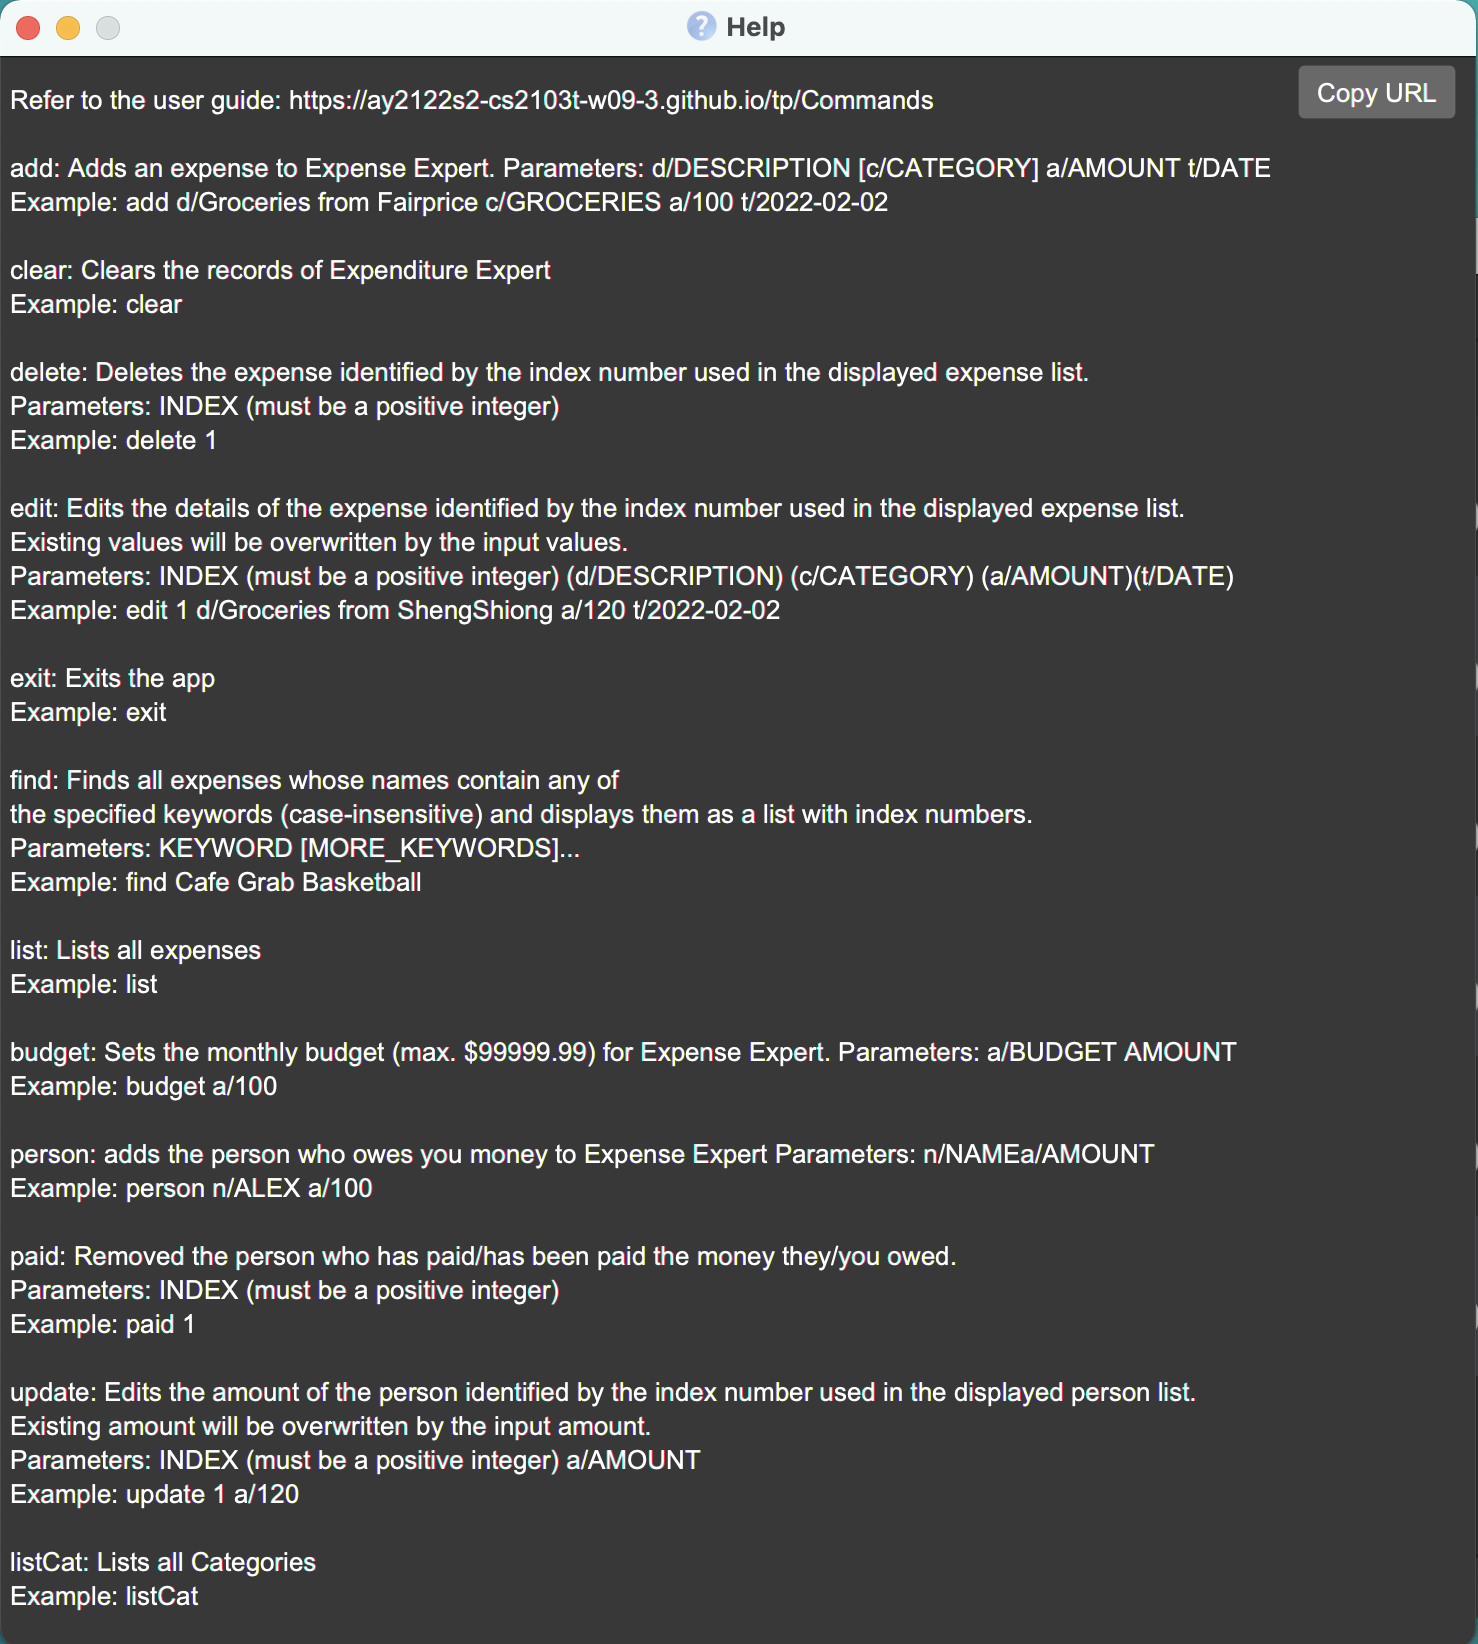 Help
Refer to the user guide: https://ay2122s2-cs2103t-w09-3.github.io/tp/Commands
Copy URL
add: Adds an expense to Expense Expert. Parameters: d/DESCRIPTION [c/CATEGORY] a/AMOUNT t/DATE
Example: add d/Groceries from Fairprice c/GROCERIES a/100 t/2022-02-02
clear: Clears the records of Expenditure Expert
Example: clear
delete: Deletes the expense identified by the index number used in the displayed expense list.
Parameters: INDEX (must be a positive integer)
Example: delete 1
edit: Edits the details of the expense identified by the index number used in the displayed expense list.
Existing values will be overwritten by the input values.
Parameters: INDEX (must be a positive integer) (d/DESCRIPTION) (c/CATEGORY) (a/AMOUNT)(t/DATE)
Example: edit 1 d/Groceries from ShengShiong a/120 t/2022-02-02
exit: Exits the app
Example: exit
find: Finds all expenses whose names contain any of
the specified keywords (case-insensitive) and displays them as a list with index numbers.
Parameters: KEYWORD [MORE_KEYWORDS]...
Example: find Cafe Grab Basketball
list: Lists all expenses
Example: list
budget: Sets the monthly budget (max. $99999.99) for Expense Expert. Parameters: a/BUDGET AMOUNT
Example: budget a/100
person: adds the person who owes you money to Expense Expert Parameters: n/NAMEa/AMOUNT
Example: person n/ALEX a/100
paid: Removed the person who has paid/has been paid the money they/you owed.
Parameters: INDEX (must be a positive integer)
Example: paid 1
update: Edits the amount of the person identified by the index number used in the displayed person list.
Existing amount will be overwritten by the input amount.
Parameters: INDEX (must be a positive integer) a/AMOUNT
Example: update 1 a/120
listCat: Lists all Categories
Example: listCat